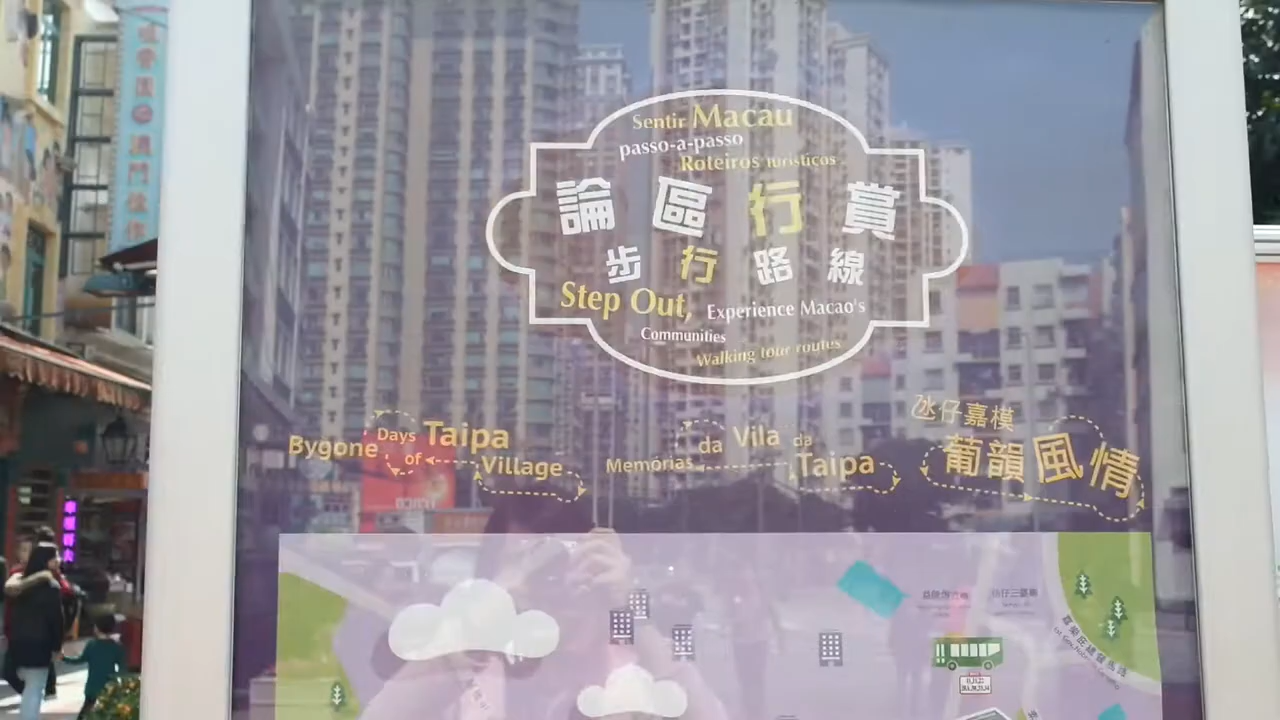 Sentir Macau
passo-a-passo
Roteiros turísticos
論區行賞
步行路線
Step Out, Experience Macao's
Communities
Walking tour routes
Bygone Days of Taipa Village
Memórias da Vila da Taipa
氹仔嘉模
葡韻風情